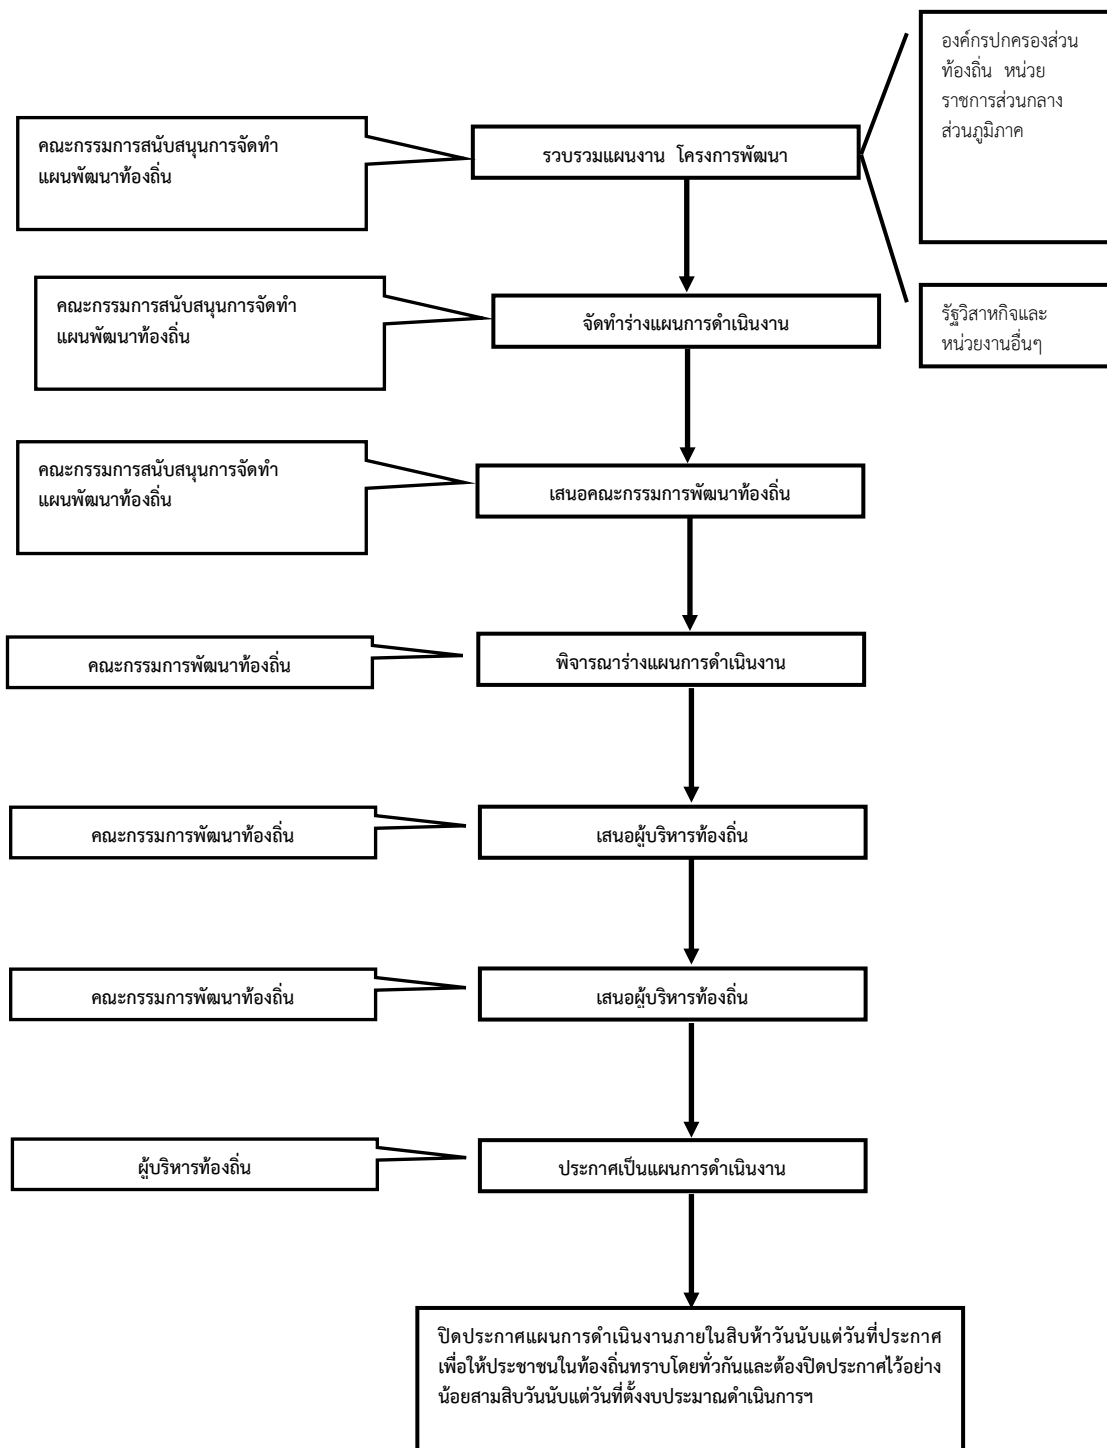 องค์กรปกครองส่วน
ท้องถิ่น หน่วย
ราชการส่วนกลาง
ส่วนภูมิภาค
คณะกรรมการสนับสนุนการจัดทำ
แผนพัฒนาท้องถิ่น
รวบรวมแผนงาน โครงการพัฒนา
คณะกรรมการสนับสนุนการจัดทำ
แผนพัฒนาท้องถิ่น
จัดทำร่างแผนการดำเนินงาน
รัฐวิสาหกิจและ
หน่วยงานอื่นๆ
คณะกรรมการสนับสนุนการจัดทำ
แผนพัฒนาท้องถิ่น
เสนอคณะกรรมการพัฒนาท้องถิ่น
คณะกรรมการพัฒนาท้องถิ่น
พิจารณาร่างแผนการดำเนินงาน
คณะกรรมการพัฒนาท้องถิ่น
เสนอผู้บริหารท้องถิ่น
คณะกรรมการพัฒนาท้องถิ่น
เสนอผู้บริหารท้องถิ่น
ผู้บริหารท้องถิ่น
ประกาศเป็นแผนการดำเนินงาน
ปิดประกาศแผนการดำเนินงานภายในสิบห้าวันนับแต่วันที่ประกาศ
เพื่อให้ประชาชนในท้องถิ่นทราบโดยทั่วกันและต้องปิดประกาศไว้อย่าง
น้อยสามสิบวันนับแต่วันที่ตั้งงบประมาณดำเนินการฯ